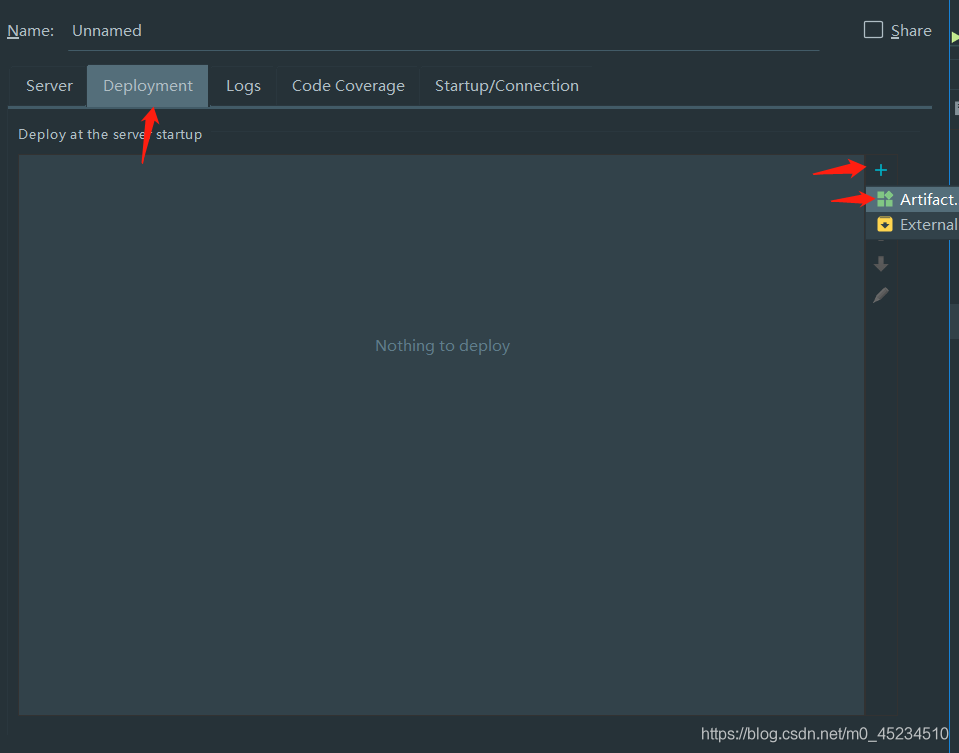 Name: Unnamed Share
Server Deployment Logs Code Coverage Startup/Connection
Deploy at the server startup
Artifact.
External
Nothing to deploy
https://blog.csdn.net/m0_45234510